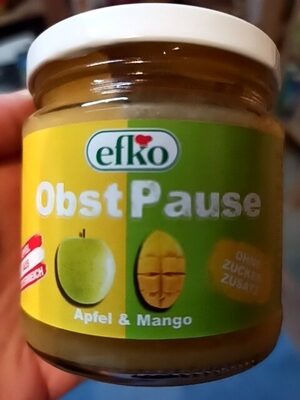 efko
ObstPause
Apfel & Mango
OHNE
ZUCKER
ZUSATZ